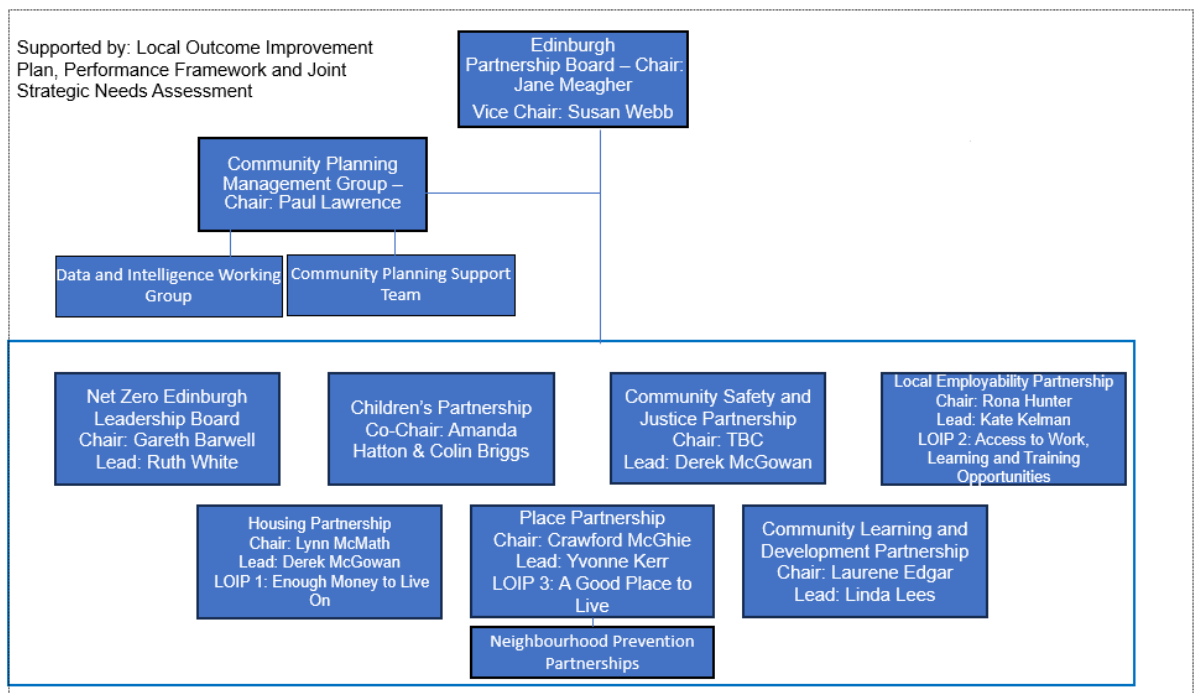 Supported by: Local Outcome Improvement
Plan, Performance Framework and Joint
Strategic Needs Assessment
Edinburgh
Partnership Board – Chair:
Jane Meagher
Vice Chair: Susan Webb
Community Planning
Management Group –
Chair: Paul Lawrence
Data and Intelligence Working
Group
Community Planning Support
Team
Net Zero Edinburgh
Leadership Board
Chair: Gareth Barwell
Lead: Ruth White
Children's Partnership
Co-Chair: Amanda
Hatton & Colin Briggs
Community Safety and
Justice Partnership
Chair: TBC
Lead: Derek McGowan
Local Employability Partnership
Chair: Rona Hunter
Lead: Kate Kelman
LOIP 2: Access to Work,
Learning and Training
Opportunities
Housing Partnership
Chair: Lynn McMath
Lead: Derek McGowan
LOIP 1: Enough Money to Live
On
Place Partnership
Chair: Crawford McGhie
Lead: Yvonne Kerr
LOIP 3: A Good Place to
Live
Community Learning and
Development Partnership
Chair: Laurene Edgar
Lead: Linda Lees
Neighbourhood Prevention
Partnerships